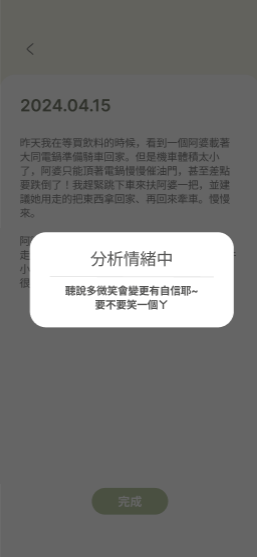 2024.04.15
昨天我在等買飲料的時候，看到一個阿婆載著
大同電鍋準備騎車回家。但是機車體積太小
了，阿婆只能頂著電鍋慢慢催油門，甚至差點
要跌倒了！我趕緊跳下車來扶阿婆一把，並建
議她用走的把東西拿回家、再回來牽車。慢慢
來。
阿
走
小
很
分析情緒中
聽說多微笑會變更有自信耶~
要不要笑一個ㄚ
完成